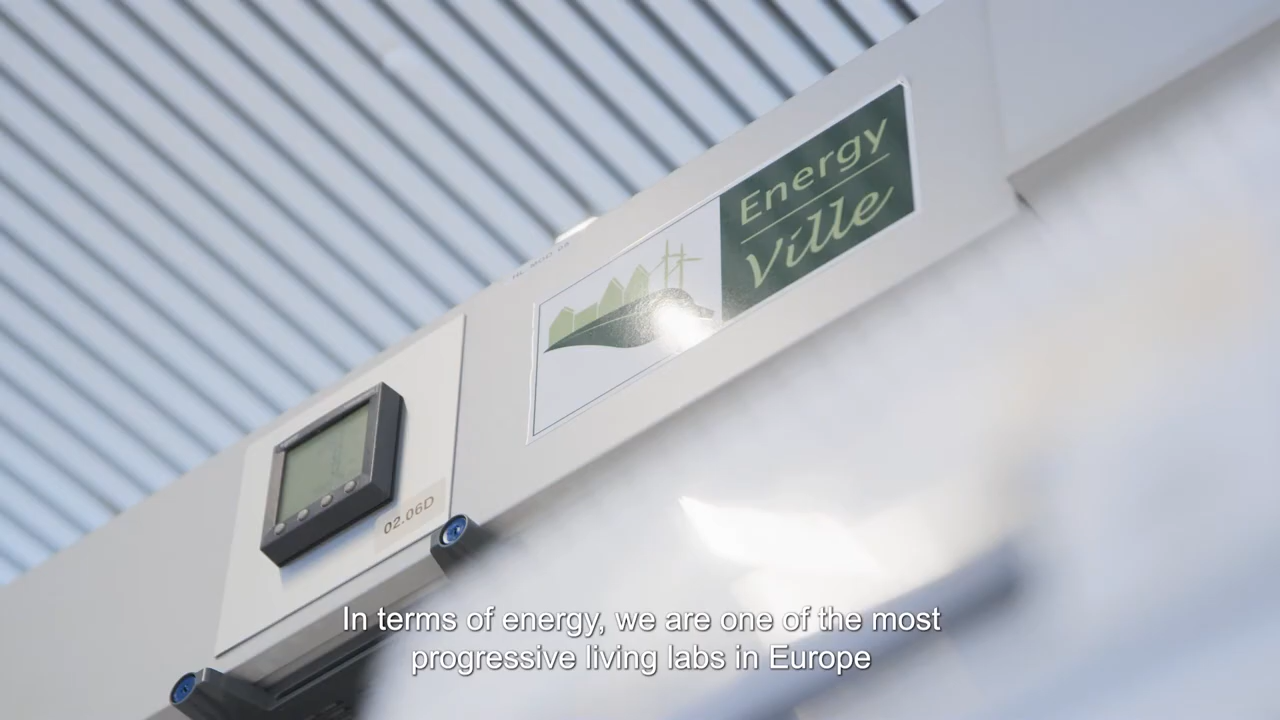 Energy
Ville
02.06D
In terms of energy, we are one of the most
progressive living labs in Europe